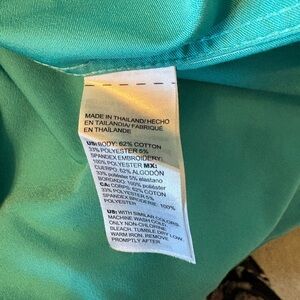 MADE IN THAILAND/HECHO
EN TAILANDIA/ FABRIQUÉ
EN THAÏLANDE
US: BODY: 62% COTTON
33% POLYESTER 5%
SPANDEX EMBROIDERY:
100% POLYESTER MX:
CUERPO: 62% ALGODÓN
33% poliéster 5% elastano
BORDADO: 100% poliéster
CA: CORPS: 62% COTON
33% POLYESTER 5%
SPANDEX BRODERIE: 100%
POLYESTER
US: WITH SIMILAR COLORS
MACHINE WASH COLD
ONLY NON-CHLORINE
BLEACH, TUMBLE DRY LOW,
WARM IRON, REMOVE
PROMPTLY AFTER